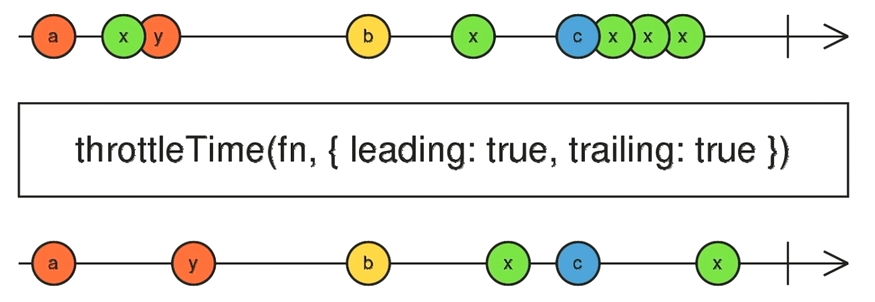 a x y b x c x x x
throttleTime(fn, { leading: true, trailing: true })
a y b x c x